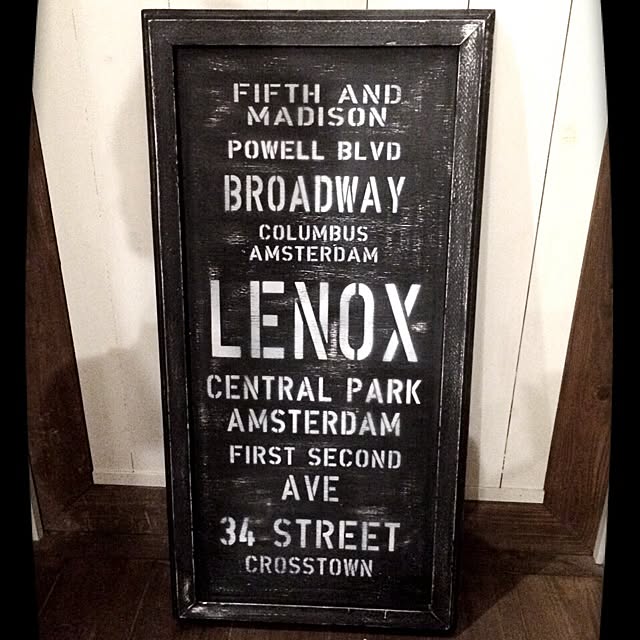 FIFTH AND
MADISON
POWELL BLVD
BROADWAY
COLUMBUS
AMSTERDAM
LENOX
CENTRAL PARK
AMSTERDAM
FIRST SECOND
AVE
34 STREET
CROSSTOWN